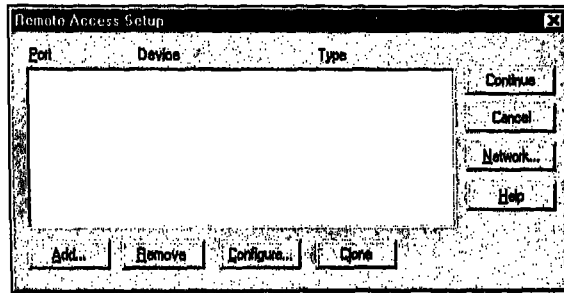 Remote Access Setup
Port Device Type
Continue
Cancel
Network...
Help
Add... Remove Configure... Clone